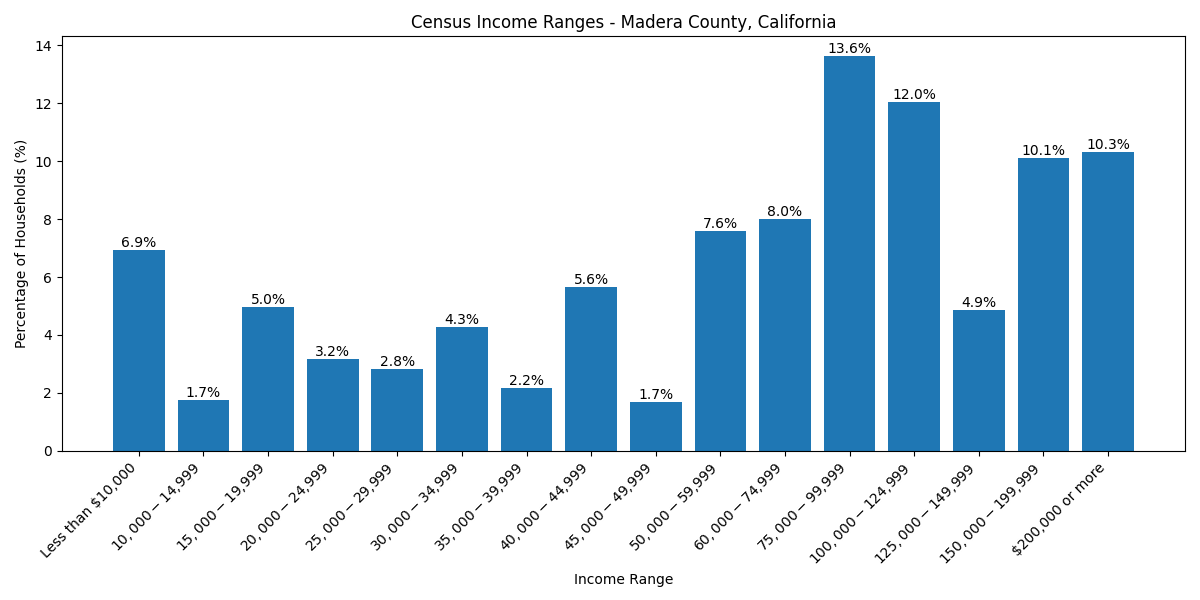 Census Income Ranges - Madera County, California
Percentage of Households (%)
14
12
10
8
6
4
2
0
6.9%
1.7%
5.0%
3.2%
2.8%
4.3%
2.2%
5.6%
1.7%
7.6%
8.0%
13.6%
12.0%
4.9%
10.1%
10.3%
Less than $10,000
10,000 − 14,999
15,000 − 19,999
20,000 − 24,999
25,000 − 29,999
30,000 − 34,999
35,000 − 39,999
40,000 − 44,999
45,000 − 49,999
50,000 − 59,999
60,000 − 74,999
75,000 − 99,999
100,000 − 124,999
125,000 − 149,999
150,000 − 199,999
$200,000 or more
Income Range